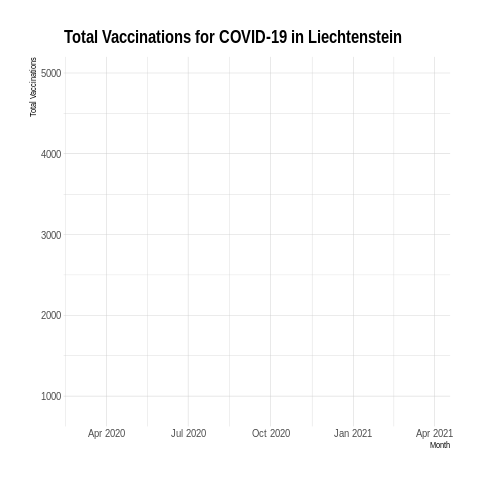 Total Vaccinations for COVID-19 in Liechtenstein
Total Vaccinations
5000
4000
3000
2000
1000
Apr 2020 Jul 2020 Oct 2020 Jan 2021 Apr 2021
Month